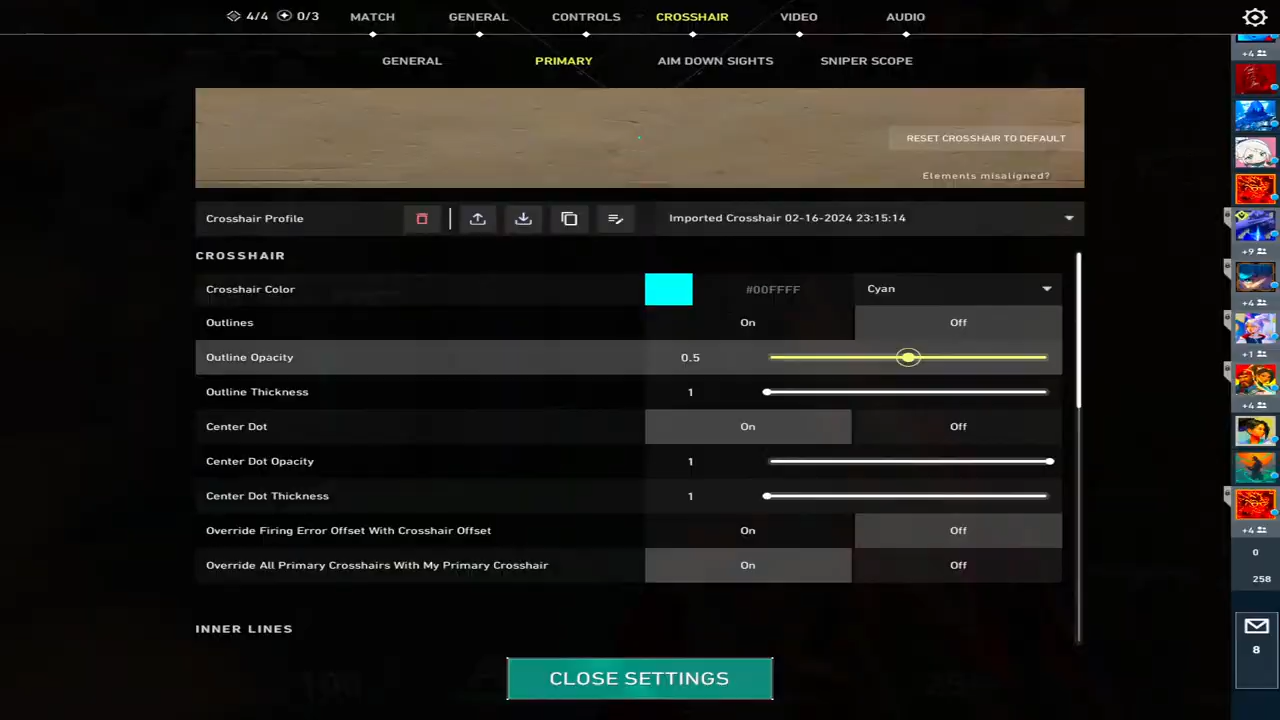 4/4 0/3 MATCH GENERAL CONTROLS CROSSHAIR VIDEO AUDIO
GENERAL PRIMARY AIM DOWN SIGHTS SNIPER SCOPE
RESET CROSSHAIR TO DEFAULT
Elements misaligned?
Crosshair Profile Imported Crosshair 02-16-2024 23:15:14
CROSSHAIR
Crosshair Color #00FFFF Cyan
Outlines On Off
Outline Opacity 0.5
Outline Thickness 1
Center Dot On Off
Center Dot Opacity 1
Center Dot Thickness 1
Override Firing Error Offset With Crosshair Offset On Off
Override All Primary Crosshairs With My Primary Crosshair On Off
INNER LINES
CLOSE SETTINGS
+4
+9
+4
+1
+4
+4
0
258
8